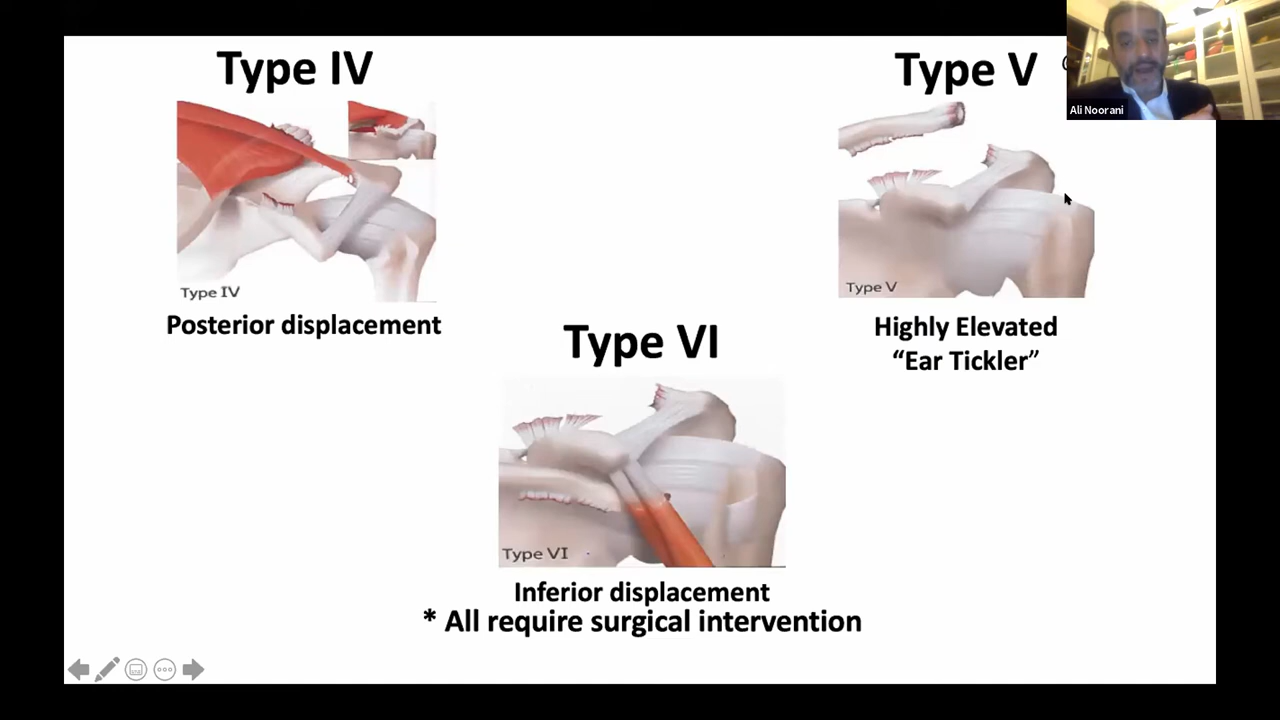 Type IV
Type V
Ali Noorani
Type IV
Type V
Posterior displacement
Highly Elevated
“Ear Tickler”
Type VI
Type VI
Inferior displacement
* All require surgical intervention